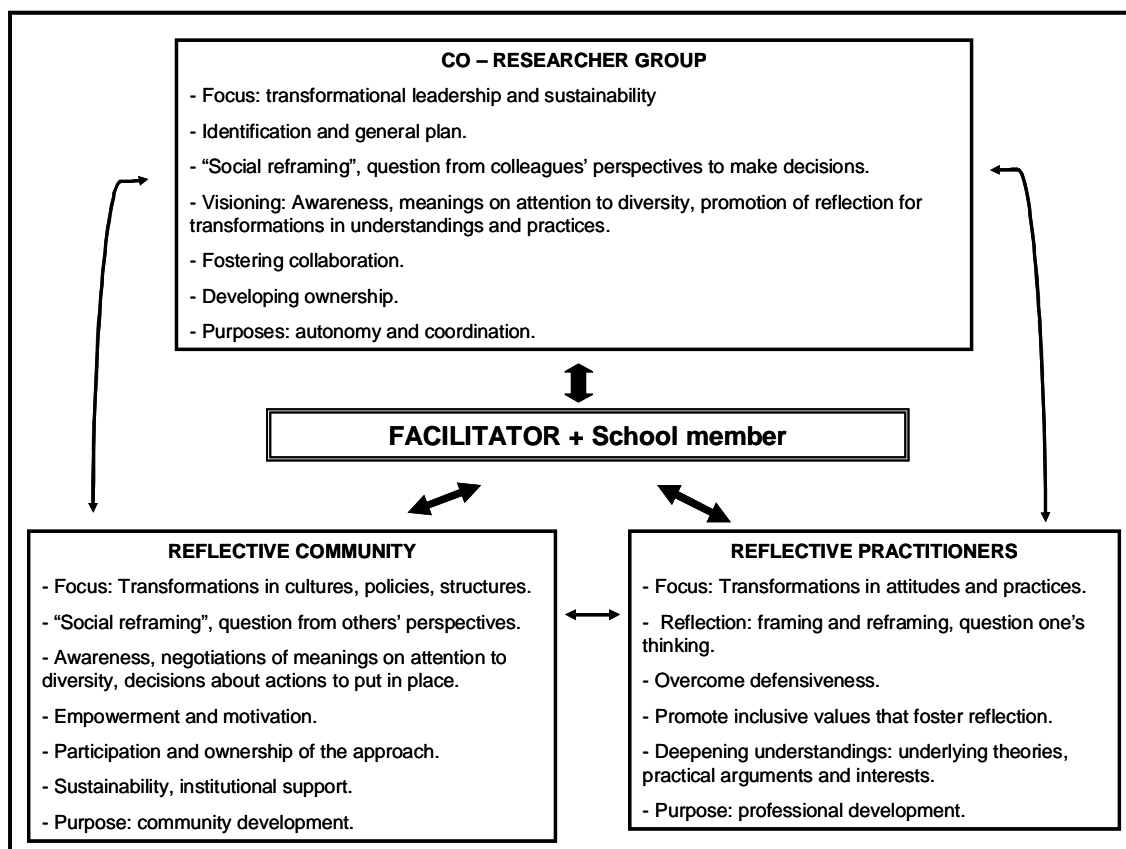 CO – RESEARCHER GROUP
- Focus: transformational leadership and sustainability
- Identification and general plan.
- “Social reframing”, question from colleagues’ perspectives to make decisions.
- Visioning: Awareness, meanings on attention to diversity, promotion of reflection for
transformations in understandings and practices.
- Fostering collaboration.
- Developing ownership.
- Purposes: autonomy and coordination.
FACILITATOR + School member
REFLECTIVE COMMUNITY
- Focus: Transformations in cultures, policies, structures.
- “Social reframing”, question from others’ perspectives.
- Awareness, negotiations of meanings on attention to
diversity, decisions about actions to put in place.
- Empowerment and motivation.
- Participation and ownership of the approach.
- Sustainability, institutional support.
- Purpose: community development.
REFLECTIVE PRACTITIONERS
- Focus: Transformations in attitudes and practices.
- Reflection: framing and reframing, question one’s
thinking.
- Overcome defensiveness.
- Promote inclusive values that foster reflection.
- Deepening understandings: underlying theories,
practical arguments and interests.
- Purpose: professional development.